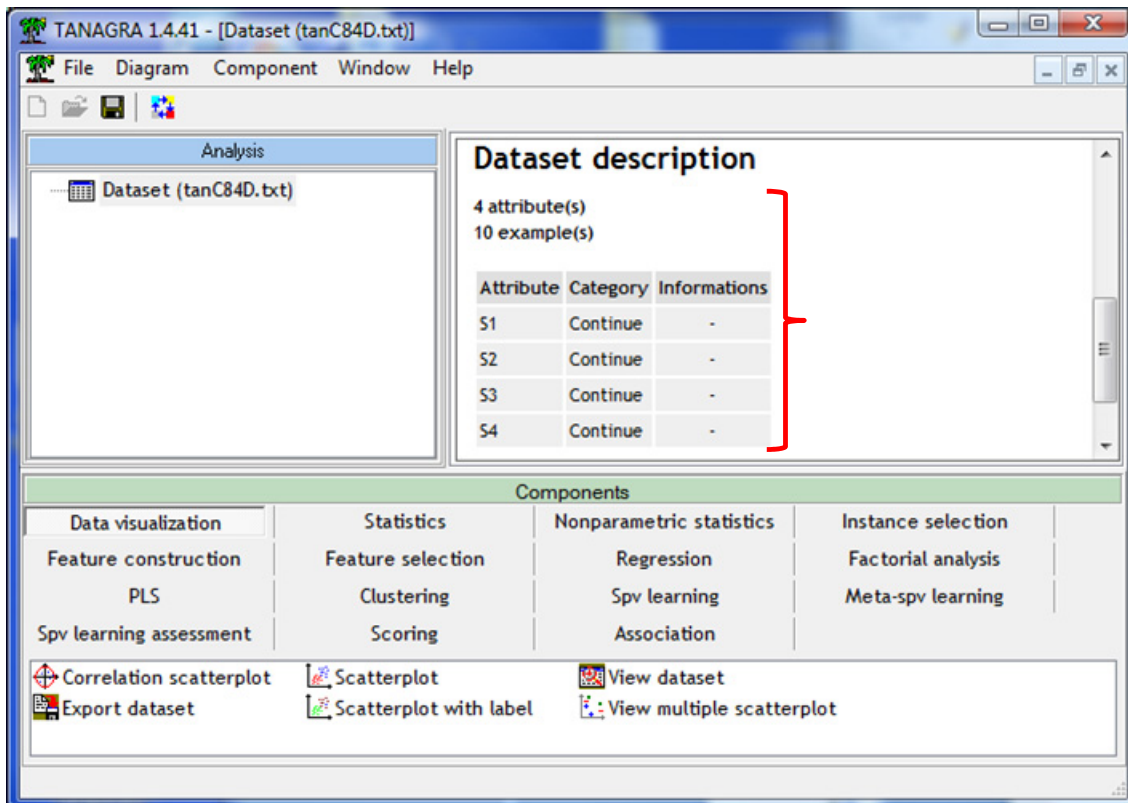 TANAGRA 1.4.41 - [Dataset (tanC84D.txt)]
File Diagram Component Window Help
Analysis
Dataset (tanC84D.txt)
Dataset description
4 attribute(s)
10 example(s)
Attribute Category Informations
S1 Continue -
S2 Continue -
S3 Continue -
S4 Continue -
Components
Data visualization Statistics Nonparametric statistics Instance selection
Feature construction Feature selection Regression Factorial analysis
PLS Clustering Spv learning Meta-spv learning
Spv learning assessment Scoring Association
Correlation scatterplot Scatterplot View dataset
Export dataset Scatterplot with label View multiple scatterplot